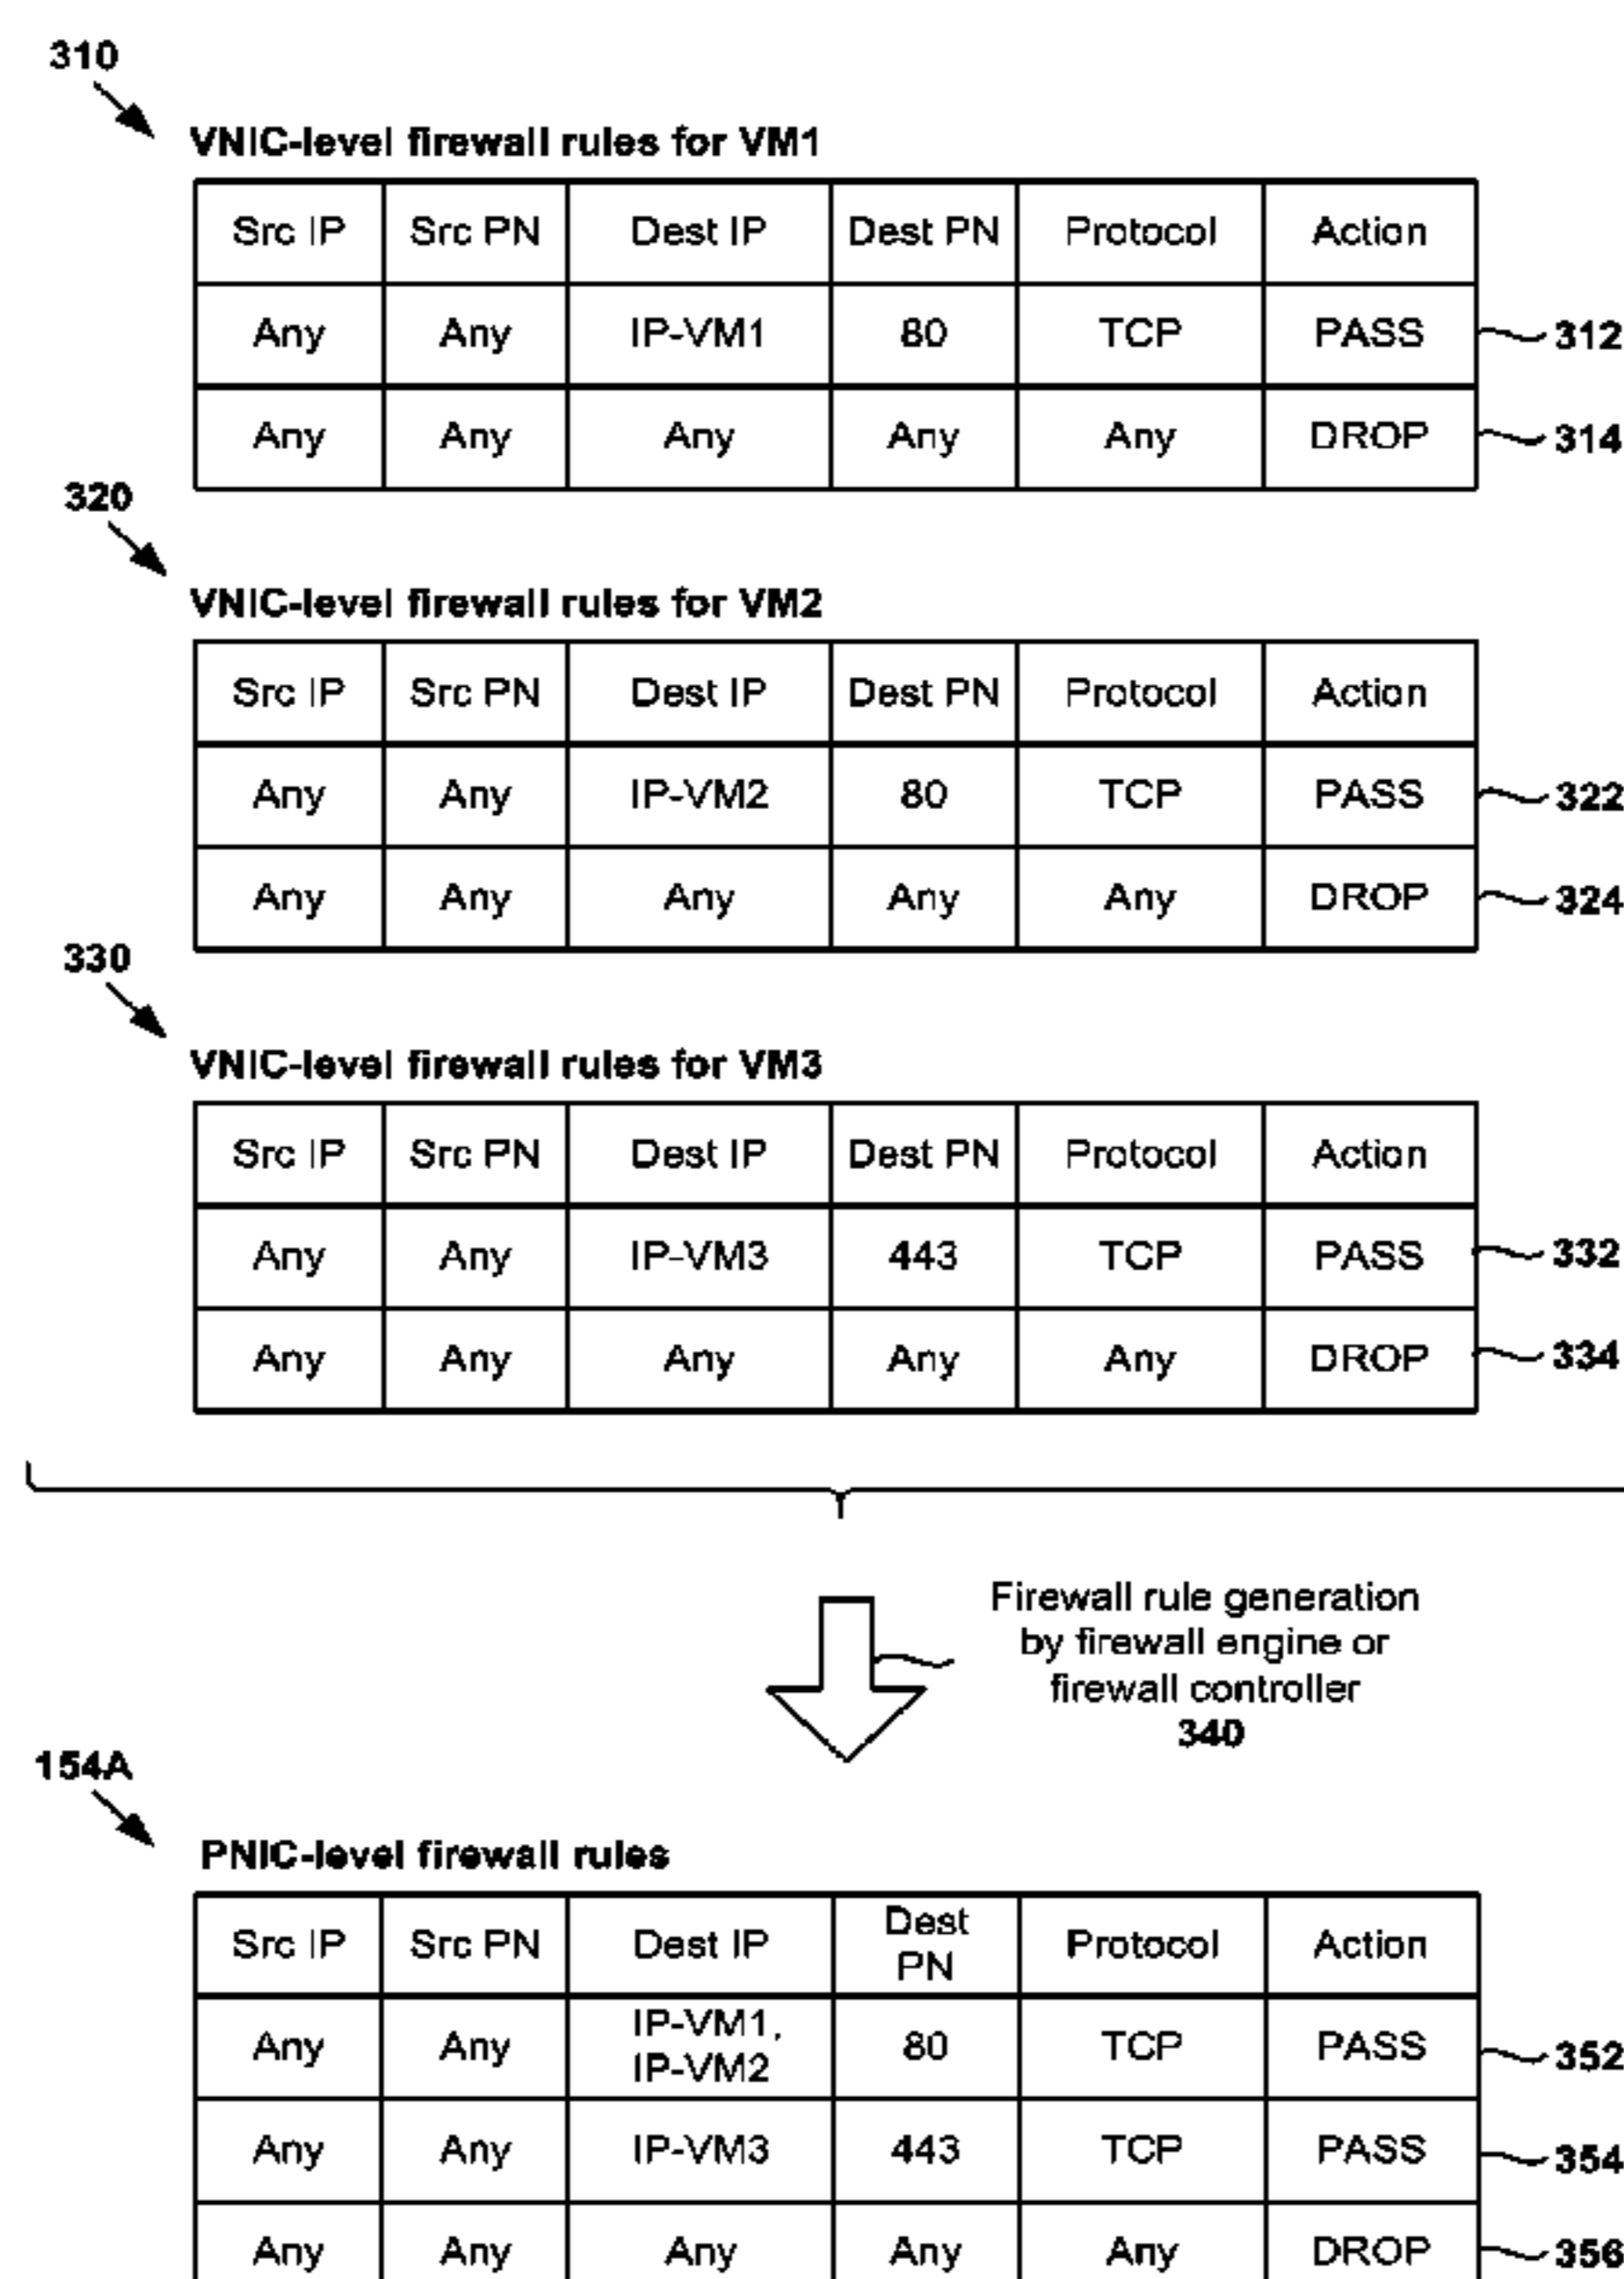 310
VNIC-level firewall rules for VM1
Src IP Src PN Dest IP Dest PN Protocol Action
Any Any IP-VM1 80 TCP PASS 312
Any Any Any Any Any DROP 314
320
VNIC-level firewall rules for VM2
Src IP Src PN Dest IP Dest PN Protocol Action
Any Any IP-VM2 80 TCP PASS 322
Any Any Any Any Any DROP 324
330
VNIC-level firewall rules for VM3
Src IP Src PN Dest IP Dest PN Protocol Action
Any Any IP-VM3 443 TCP PASS 332
Any Any Any Any Any DROP 334
Firewall rule generation
by firewall engine or
firewall controller
340
154A
PNIC-level firewall rules
Src IP Src PN Dest IP Dest PN Protocol Action
Any Any IP-VM1, IP-VM2 80 TCP PASS 352
Any Any IP-VM3 443 TCP PASS 354
Any Any Any Any Any DROP 356